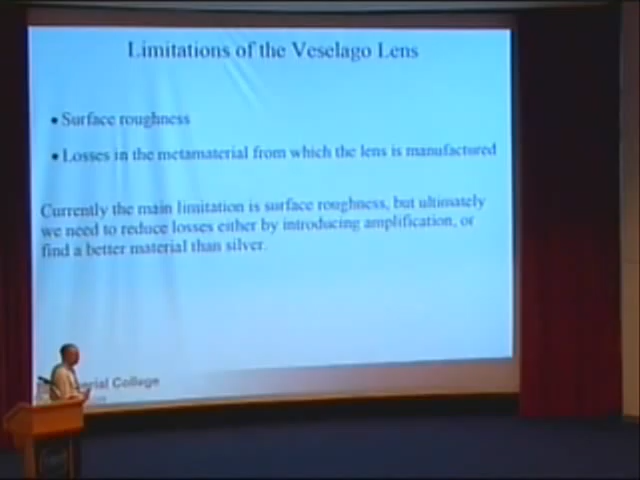 Limitations of the Veselago Lens
• Surface roughness
• Losses in the metamaterial from which the lens is manufactured
Currently the main limitation is surface roughness, but ultimately
we need to reduce losses either by introducing amplification, or
find a better material than silver.
College